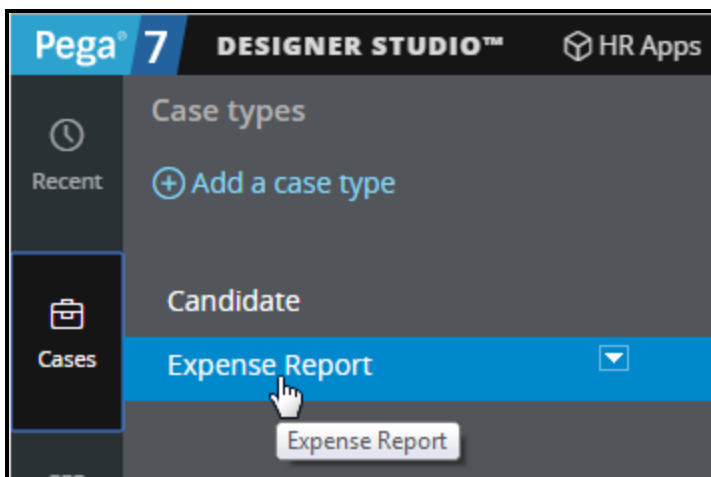 Pega® 7 DESIGNER STUDIO™ HR Apps
Case types
Recent
Add a case type
Candidate
Cases
Expense Report
Expense Report